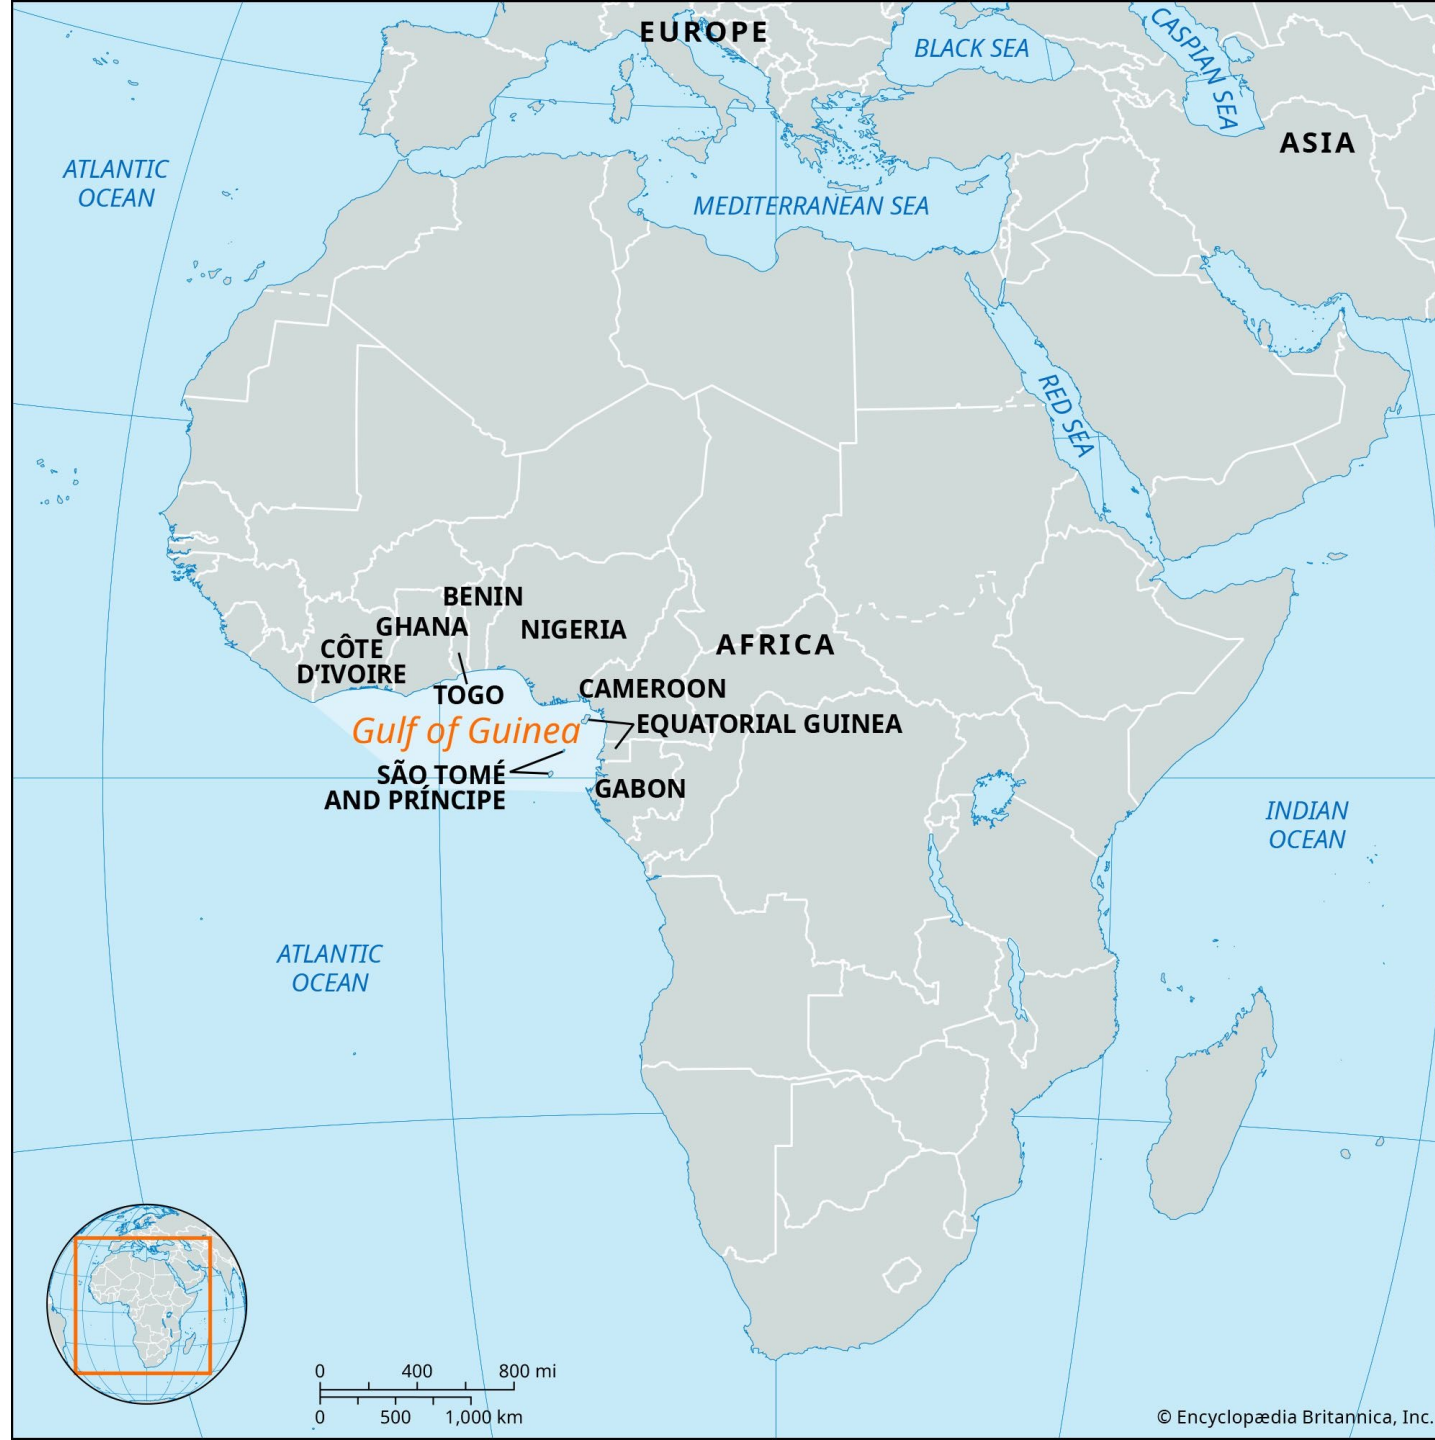 EUROPE
BLACK SEA
CASPIAN SEA
ASIA
ATLANTIC
OCEAN
MEDITERRANEAN SEA
RED SEA
BENIN
GHANA
NIGERIA
CÔTE
D'IVOIRE
AFRICA
TOGO
CAMEROON
Gulf of Guinea
EQUATORIAL GUINEA
SÃO TOMÉ
AND PRÍNCIPE
GABON
INDIAN
OCEAN
ATLANTIC
OCEAN
0 400 800 mi
0 500 1,000 km
© Encyclopædia Britannica, Inc.